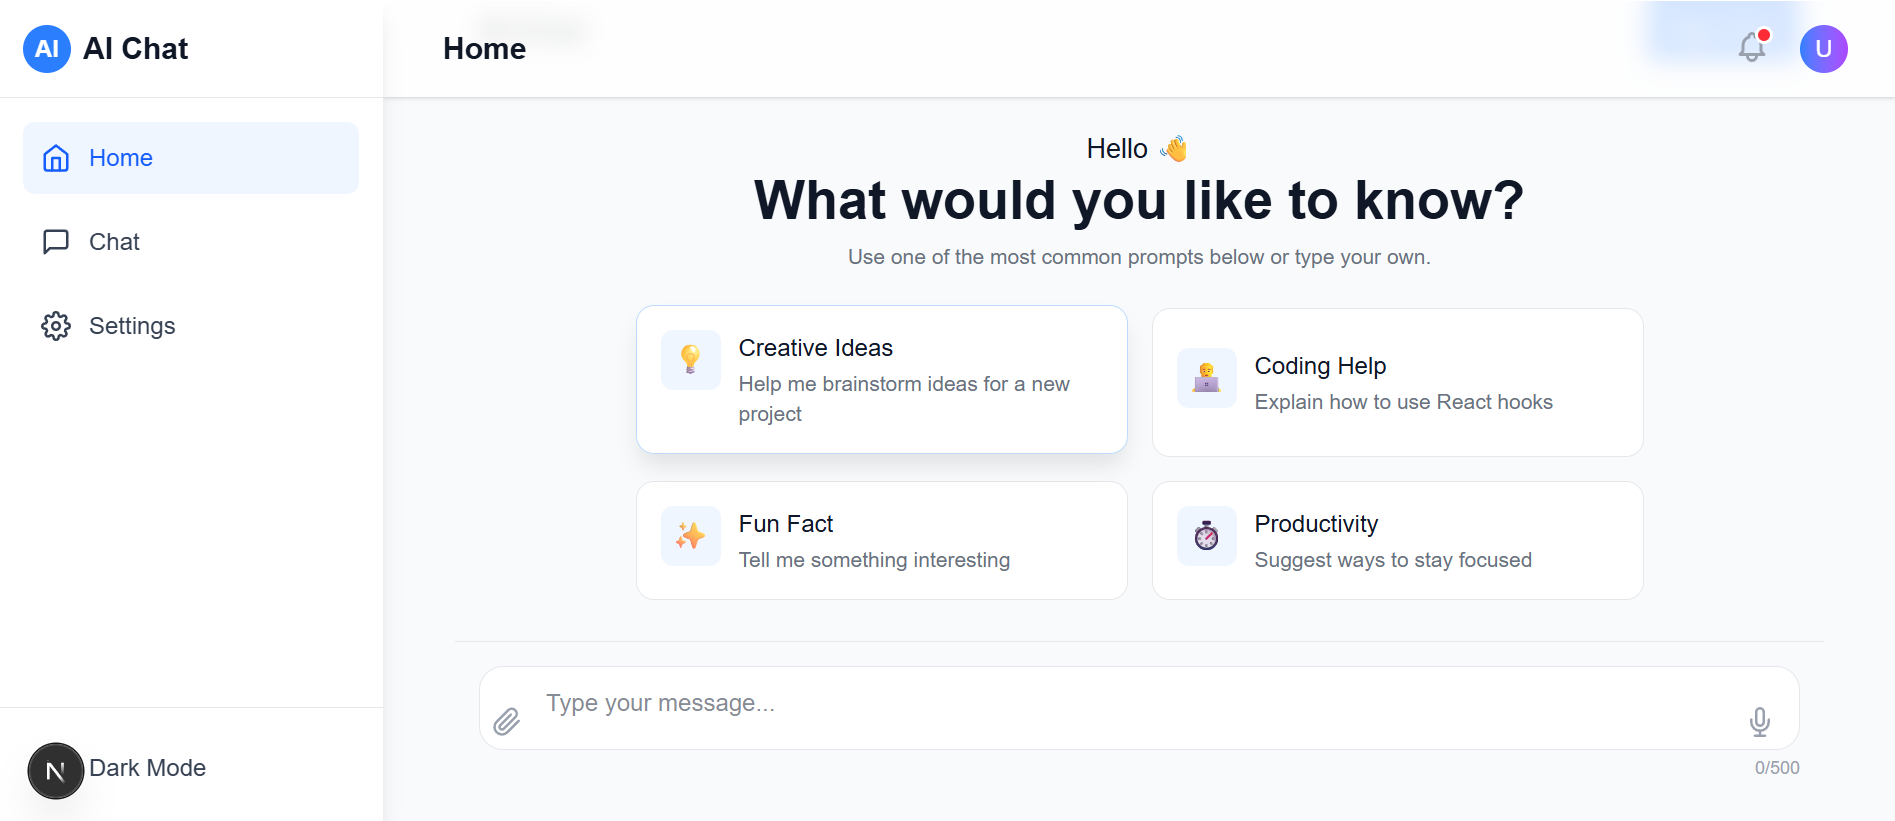 AI
AI Chat
Home
U
Home
Chat
Settings
Hello 👋
What would you like to know?
Use one of the most common prompts below or type your own.
Creative Ideas
Help me brainstorm ideas for a new
project
Coding Help
Explain how to use React hooks
Fun Fact
Tell me something interesting
Productivity
Suggest ways to stay focused
Type your message...
0/500
N
Dark Mode